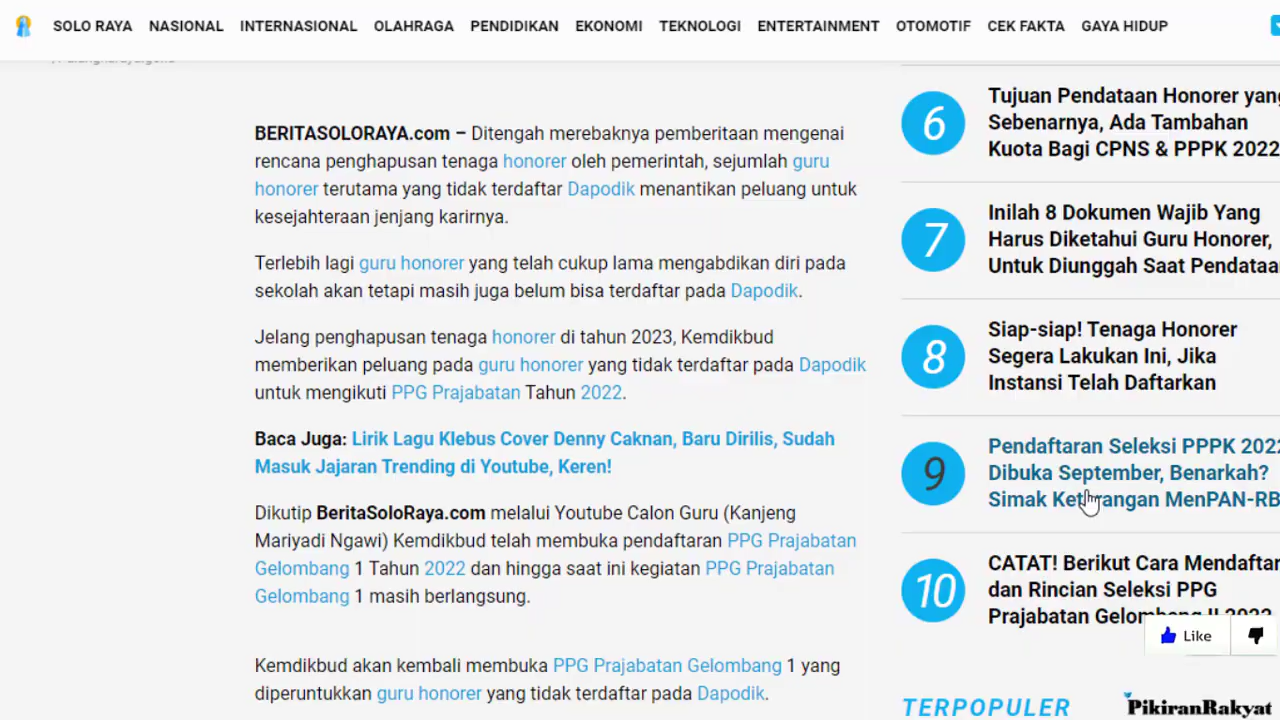 SOLO RAYA NASIONAL INTERNASIONAL OLAHRAGA PENDIDIKAN EKONOMI TEKNOLOGI ENTERTAINMENT OTOMOTIF CEK FAKTA GAYA HIDUP
BERITASOLORAYA.com – Ditengah merebaknya pemberitaan mengenai
rencana penghapusan tenaga honorer oleh pemerintah, sejumlah guru
honorer terutama yang tidak terdaftar Dapodik menantikan peluang untuk
kesejahteraan jenjang karirnya.
Terlebih lagi guru honorer yang telah cukup lama mengabdikan diri pada
sekolah akan tetapi masih juga belum bisa terdaftar pada Dapodik.
Jelang penghapusan tenaga honorer di tahun 2023, Kemdikbud
memberikan peluang pada guru honorer yang tidak terdaftar pada Dapodik
untuk mengikuti PPG Prajabatan Tahun 2022.
Baca Juga: Lirik Lagu Klebus Cover Denny Caknan, Baru Dirilis, Sudah
Masuk Jajaran Trending di Youtube, Keren!
Dikutip BeritaSoloRaya.com melalui Youtube Calon Guru (Kanjeng
Mariyadi Ngawi) Kemdikbud telah membuka pendaftaran PPG Prajabatan
Gelombang 1 Tahun 2022 dan hingga saat ini kegiatan PPG Prajabatan
Gelombang 1 masih berlangsung.
Kemdikbud akan kembali membuka PPG Prajabatan Gelombang 1 yang
diperuntukkan guru honorer yang tidak terdaftar pada Dapodik.
6
Tujuan Pendataan Honorer yang
Sebenarnya, Ada Tambahan
Kuota Bagi CPNS & PPPK 2022
7
Inilah 8 Dokumen Wajib Yang
Harus Diketahui Guru Honorer,
Untuk Diunggah Saat Pendataa
8
Siap-siap! Tenaga Honorer
Segera Lakukan Ini, Jika
Instansi Telah Daftarkan
9
Pendaftaran Seleksi PPPK 2022
Dibuka September, Benarkah?
Simak Keterangan MenPAN-RB
10
CATAT! Berikut Cara Mendaftar
dan Rincian Seleksi PPG
Prajabatan Gelombang II 2022
Like
TERPOPULER
PikiranRakyat